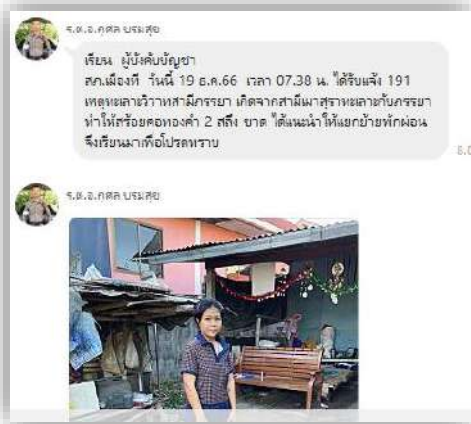 ร.ต.อ.กุศล บรมสุข
เรียน ผู้บังคับบัญชา
สภ.เมืองที วันนี้ 19 ธ.ค.66 เวลา 07.38 น. ได้รับแจ้ง 191
เหตุทะเลาะวิวาทสามีภรรยา เกิดจากสามีเมาสุราทะเลาะกับภรรยา
ทำให้สร้อยคอทองคำ 2 สลึง ขาด ได้แนะนำให้แยกย้ายพักผ่อน
จึงเรียนมาเพื่อโปรดทราบ
ร.ต.อ.กุศล บรมสุข